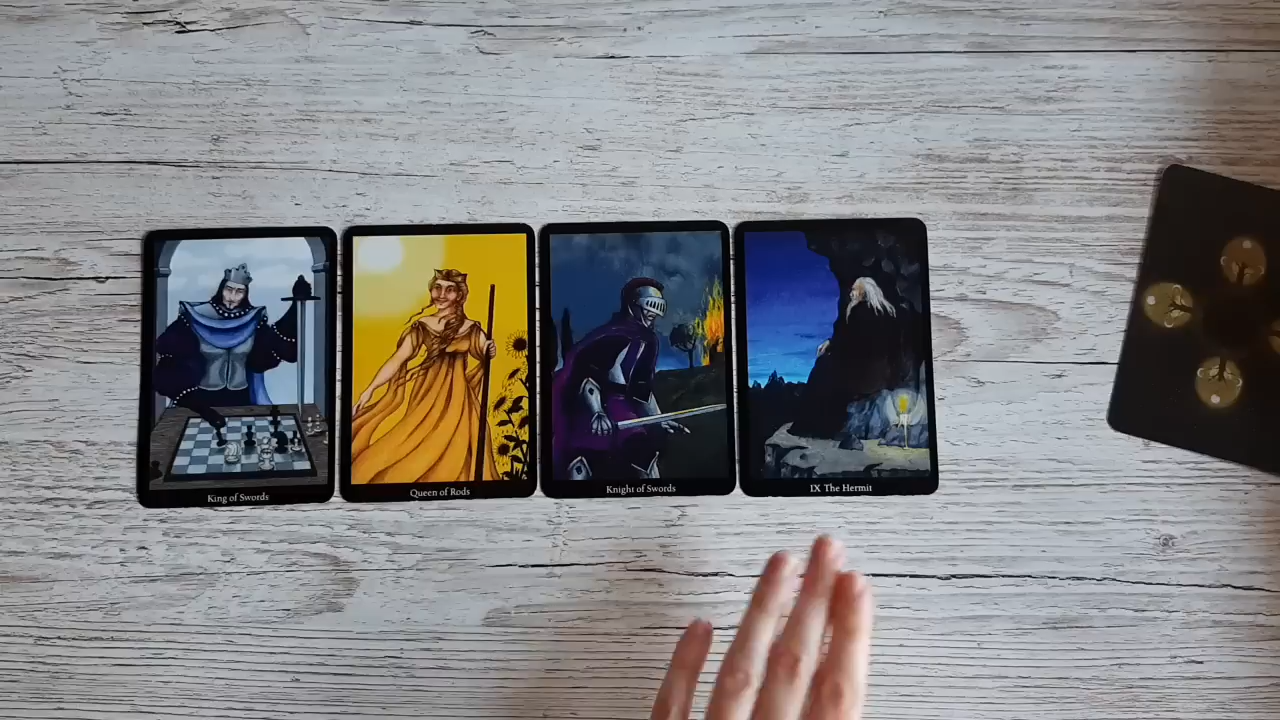 King of Swords
Queen of Rods
Knight of Swords
IX The Hermit